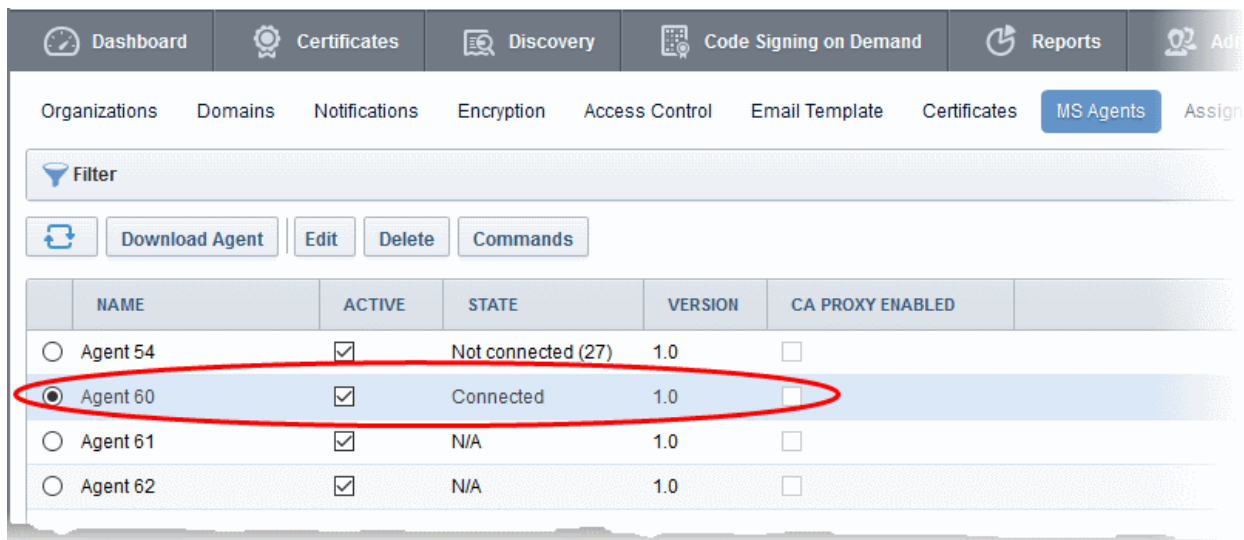 Dashboard Certificates Discovery Code Signing on Demand Reports
Organizations Domains Notifications Encryption Access Control Email Template Certificates MS Agents Assign
Filter
Download Agent Edit Delete Commands
NAME ACTIVE STATE VERSION CA PROXY ENABLED
Agent 54 Not connected (27) 1.0
Agent 60 Connected 1.0
Agent 61 N/A 1.0
Agent 62 N/A 1.0